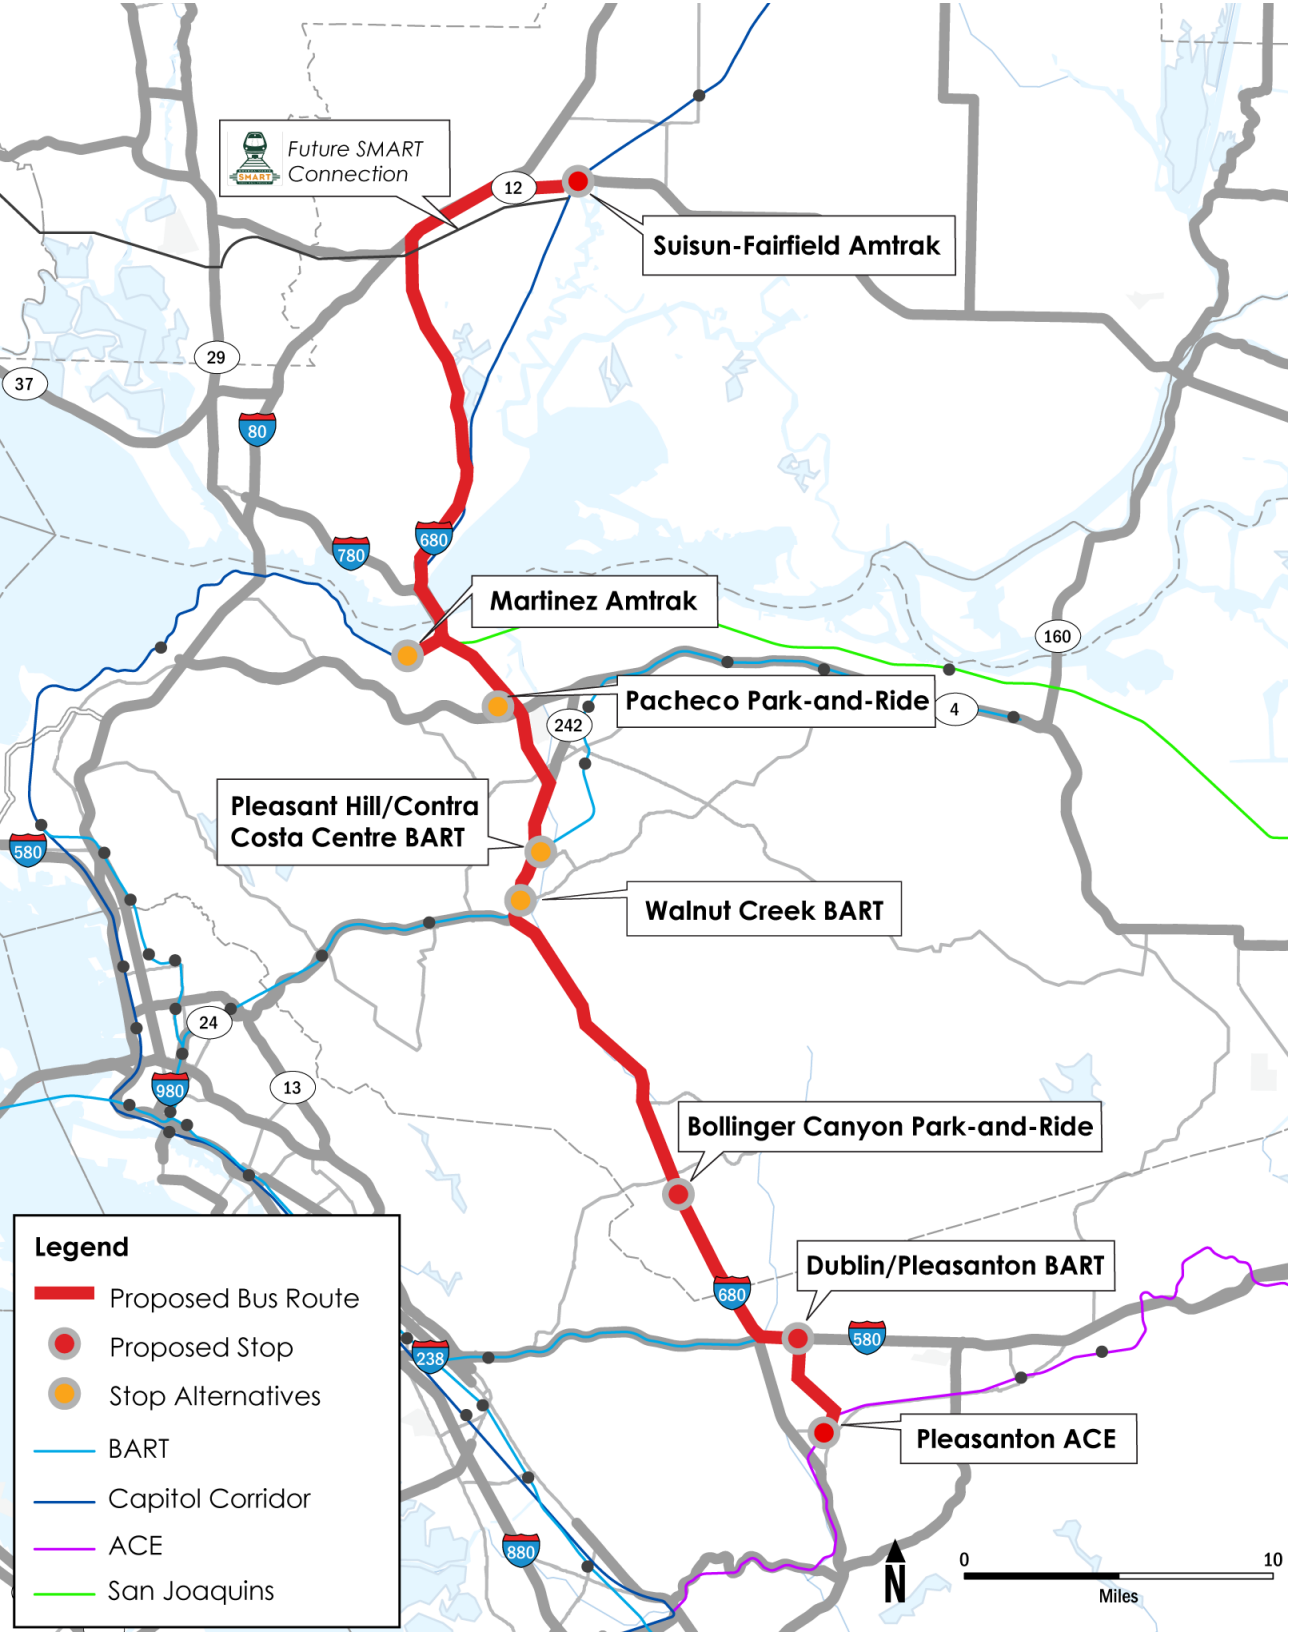 Future SMART
Connection
SMART
12
Suisun-Fairfield Amtrak
29
37
80
780
680
Martinez Amtrak
160
Pacheco Park-and-Ride
4
242
Pleasant Hill/Contra
Costa Centre BART
580
Walnut Creek BART
24
980
13
Bollinger Canyon Park-and-Ride
Dublin/Pleasanton BART
680
580
238
Pleasanton ACE
880
Legend
Proposed Bus Route
Proposed Stop
Stop Alternatives
BART
Capitol Corridor
ACE
San Joaquins
N
0 10
Miles